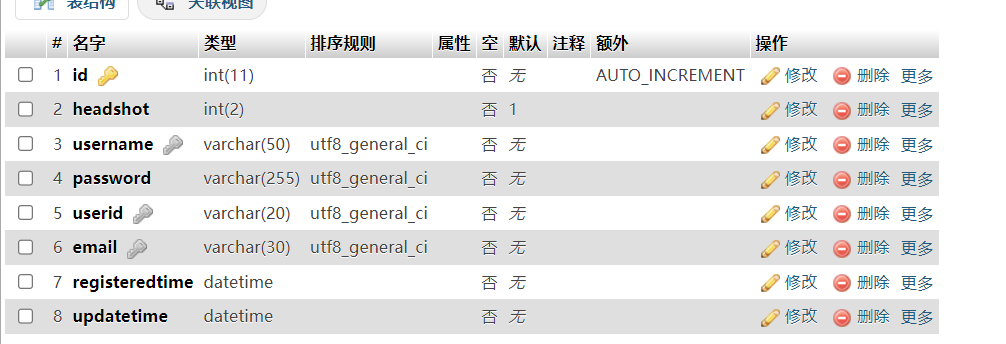 表结构 关联视图
# 名字 类型 排序规则 属性 空 默认 注释 额外 操作
1 id int(11) 否 无 AUTO_INCREMENT 修改 删除 更多
2 headshot int(2) 否 1 修改 删除 更多
3 username varchar(50) utf8_general_ci 否 无 修改 删除 更多
4 password varchar(255) utf8_general_ci 否 无 修改 删除 更多
5 userid varchar(20) utf8_general_ci 否 无 修改 删除 更多
6 email varchar(30) utf8_general_ci 否 无 修改 删除 更多
7 registeredtime datetime 否 无 修改 删除 更多
8 updatetime datetime 否 无 修改 删除 更多